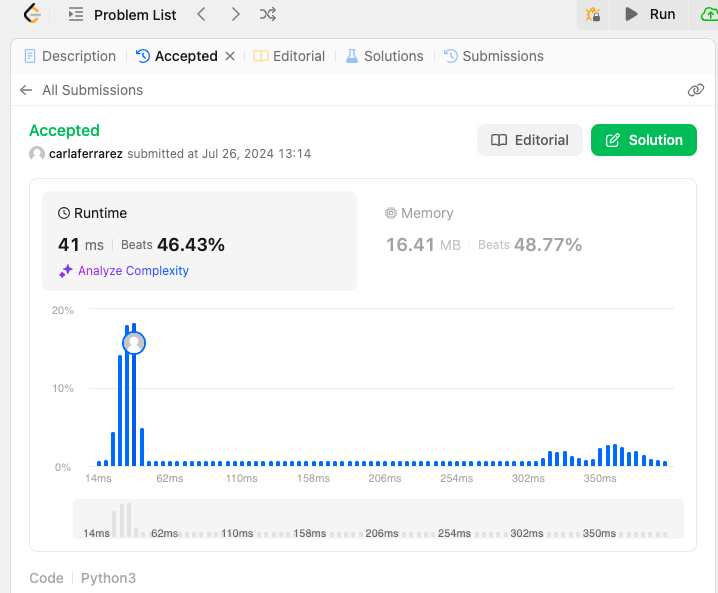 Problem List Run
Description Accepted Editorial Solutions Submissions
All Submissions
Accepted
carlaferrarez submitted at Jul 26, 2024 13:14
Editorial Solution
Runtime
41 ms | Beats 46.43%
Analyze Complexity
Memory
16.41 MB | Beats 48.77%
20%
10%
0%
14ms 62ms 110ms 158ms 206ms 254ms 302ms 350ms
14ms 62ms 110ms 158ms 206ms 254ms 302ms 350ms
Code | Python3